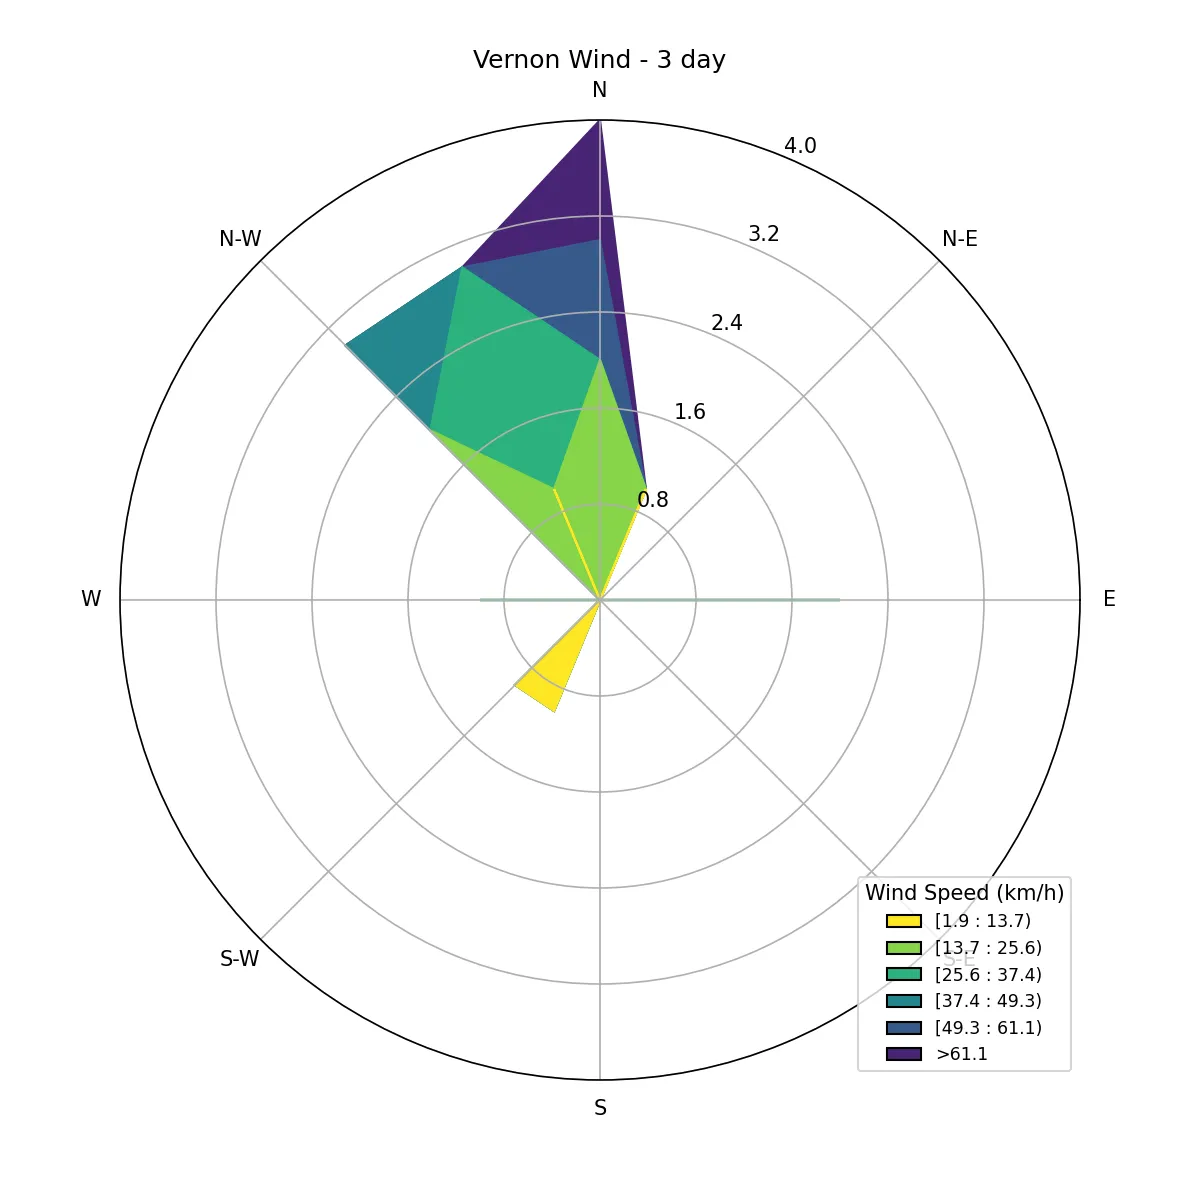 Vernon Wind - 3 day
N
4.0
N-W
3.2
N-E
2.4
1.6
0.8
W
E
S-W
S-E
S
Wind Speed (km/h)
[1.9 : 13.7)
[13.7 : 25.6)
[25.6 : 37.4)
[37.4 : 49.3)
[49.3 : 61.1)
>61.1